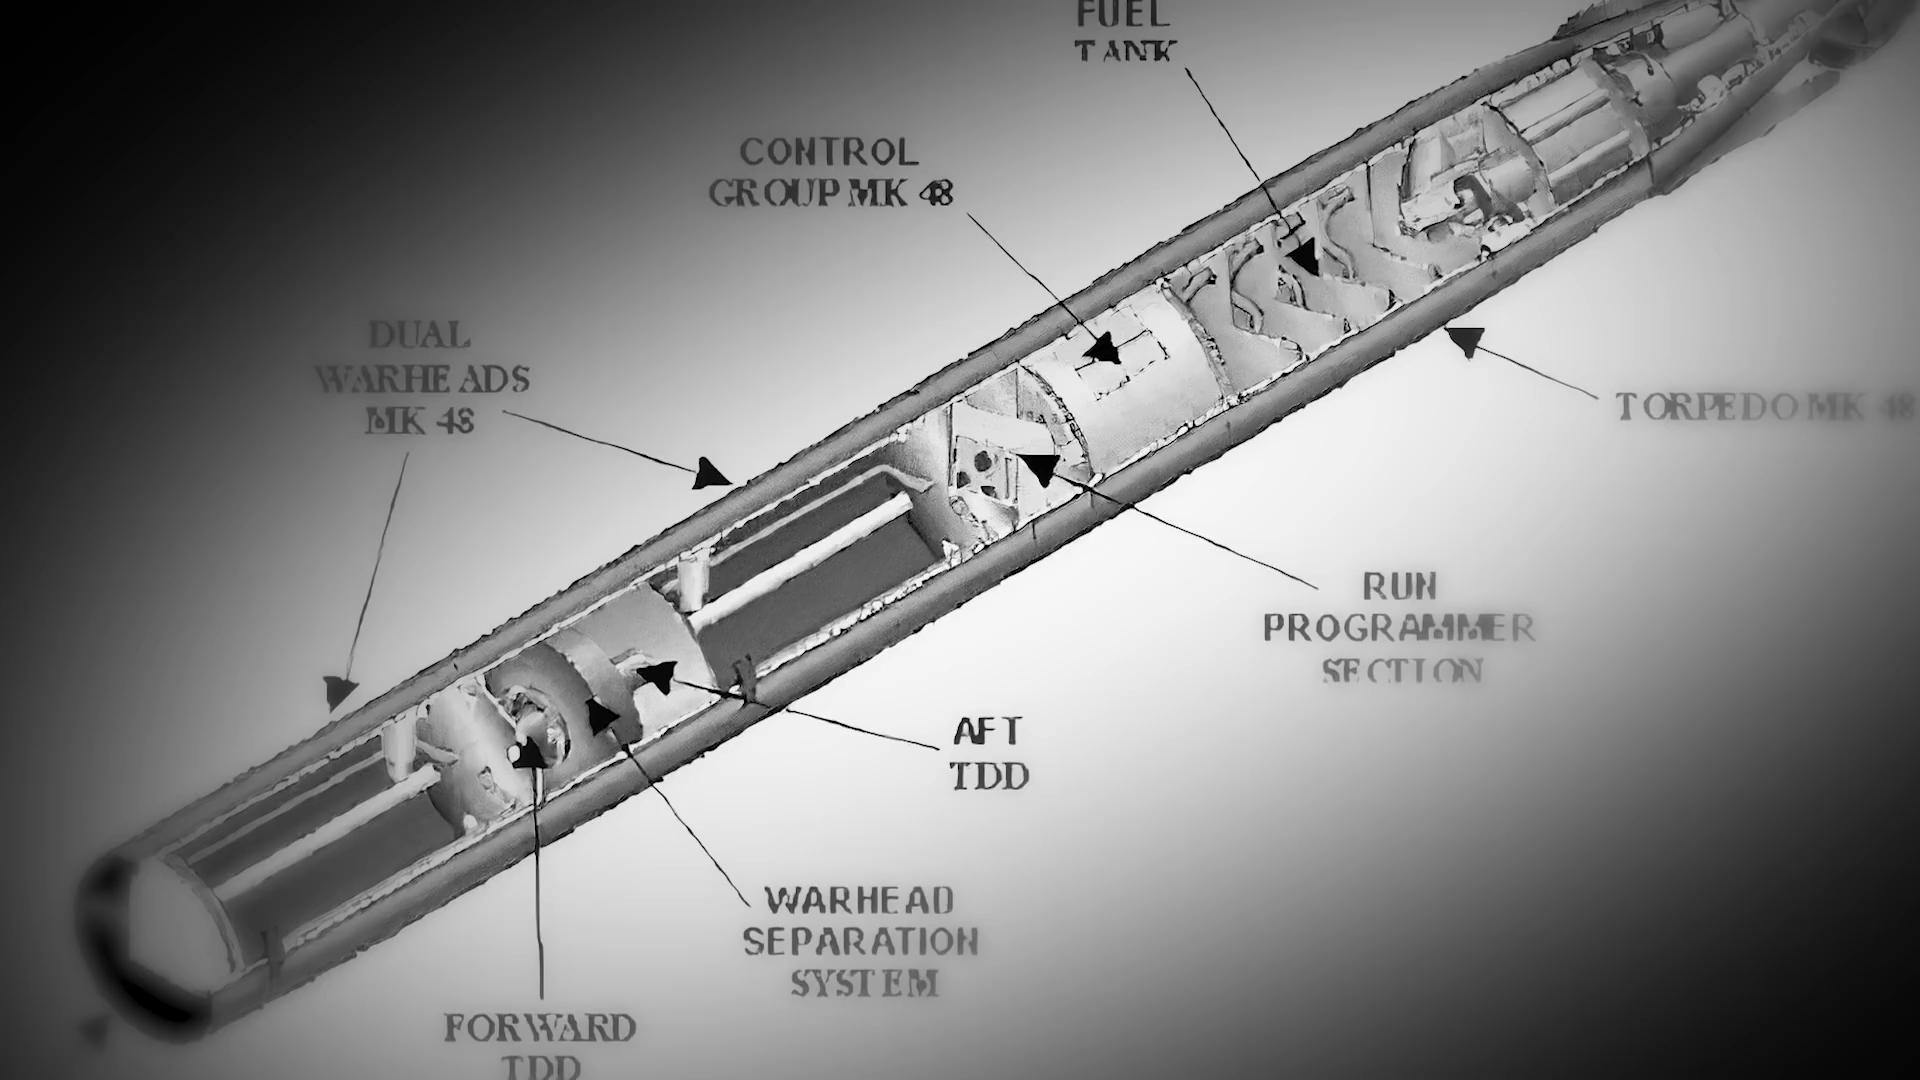 FUEL
TANK
CONTROL
GROUP MK 48
DUAL
WARHEADS
MK 48
TORPEDO MK 48
RUN
PROGRAMMER
SECTION
AFT
TDD
WARHEAD
SEPARATION
SYSTEM
FORWARD
TDD